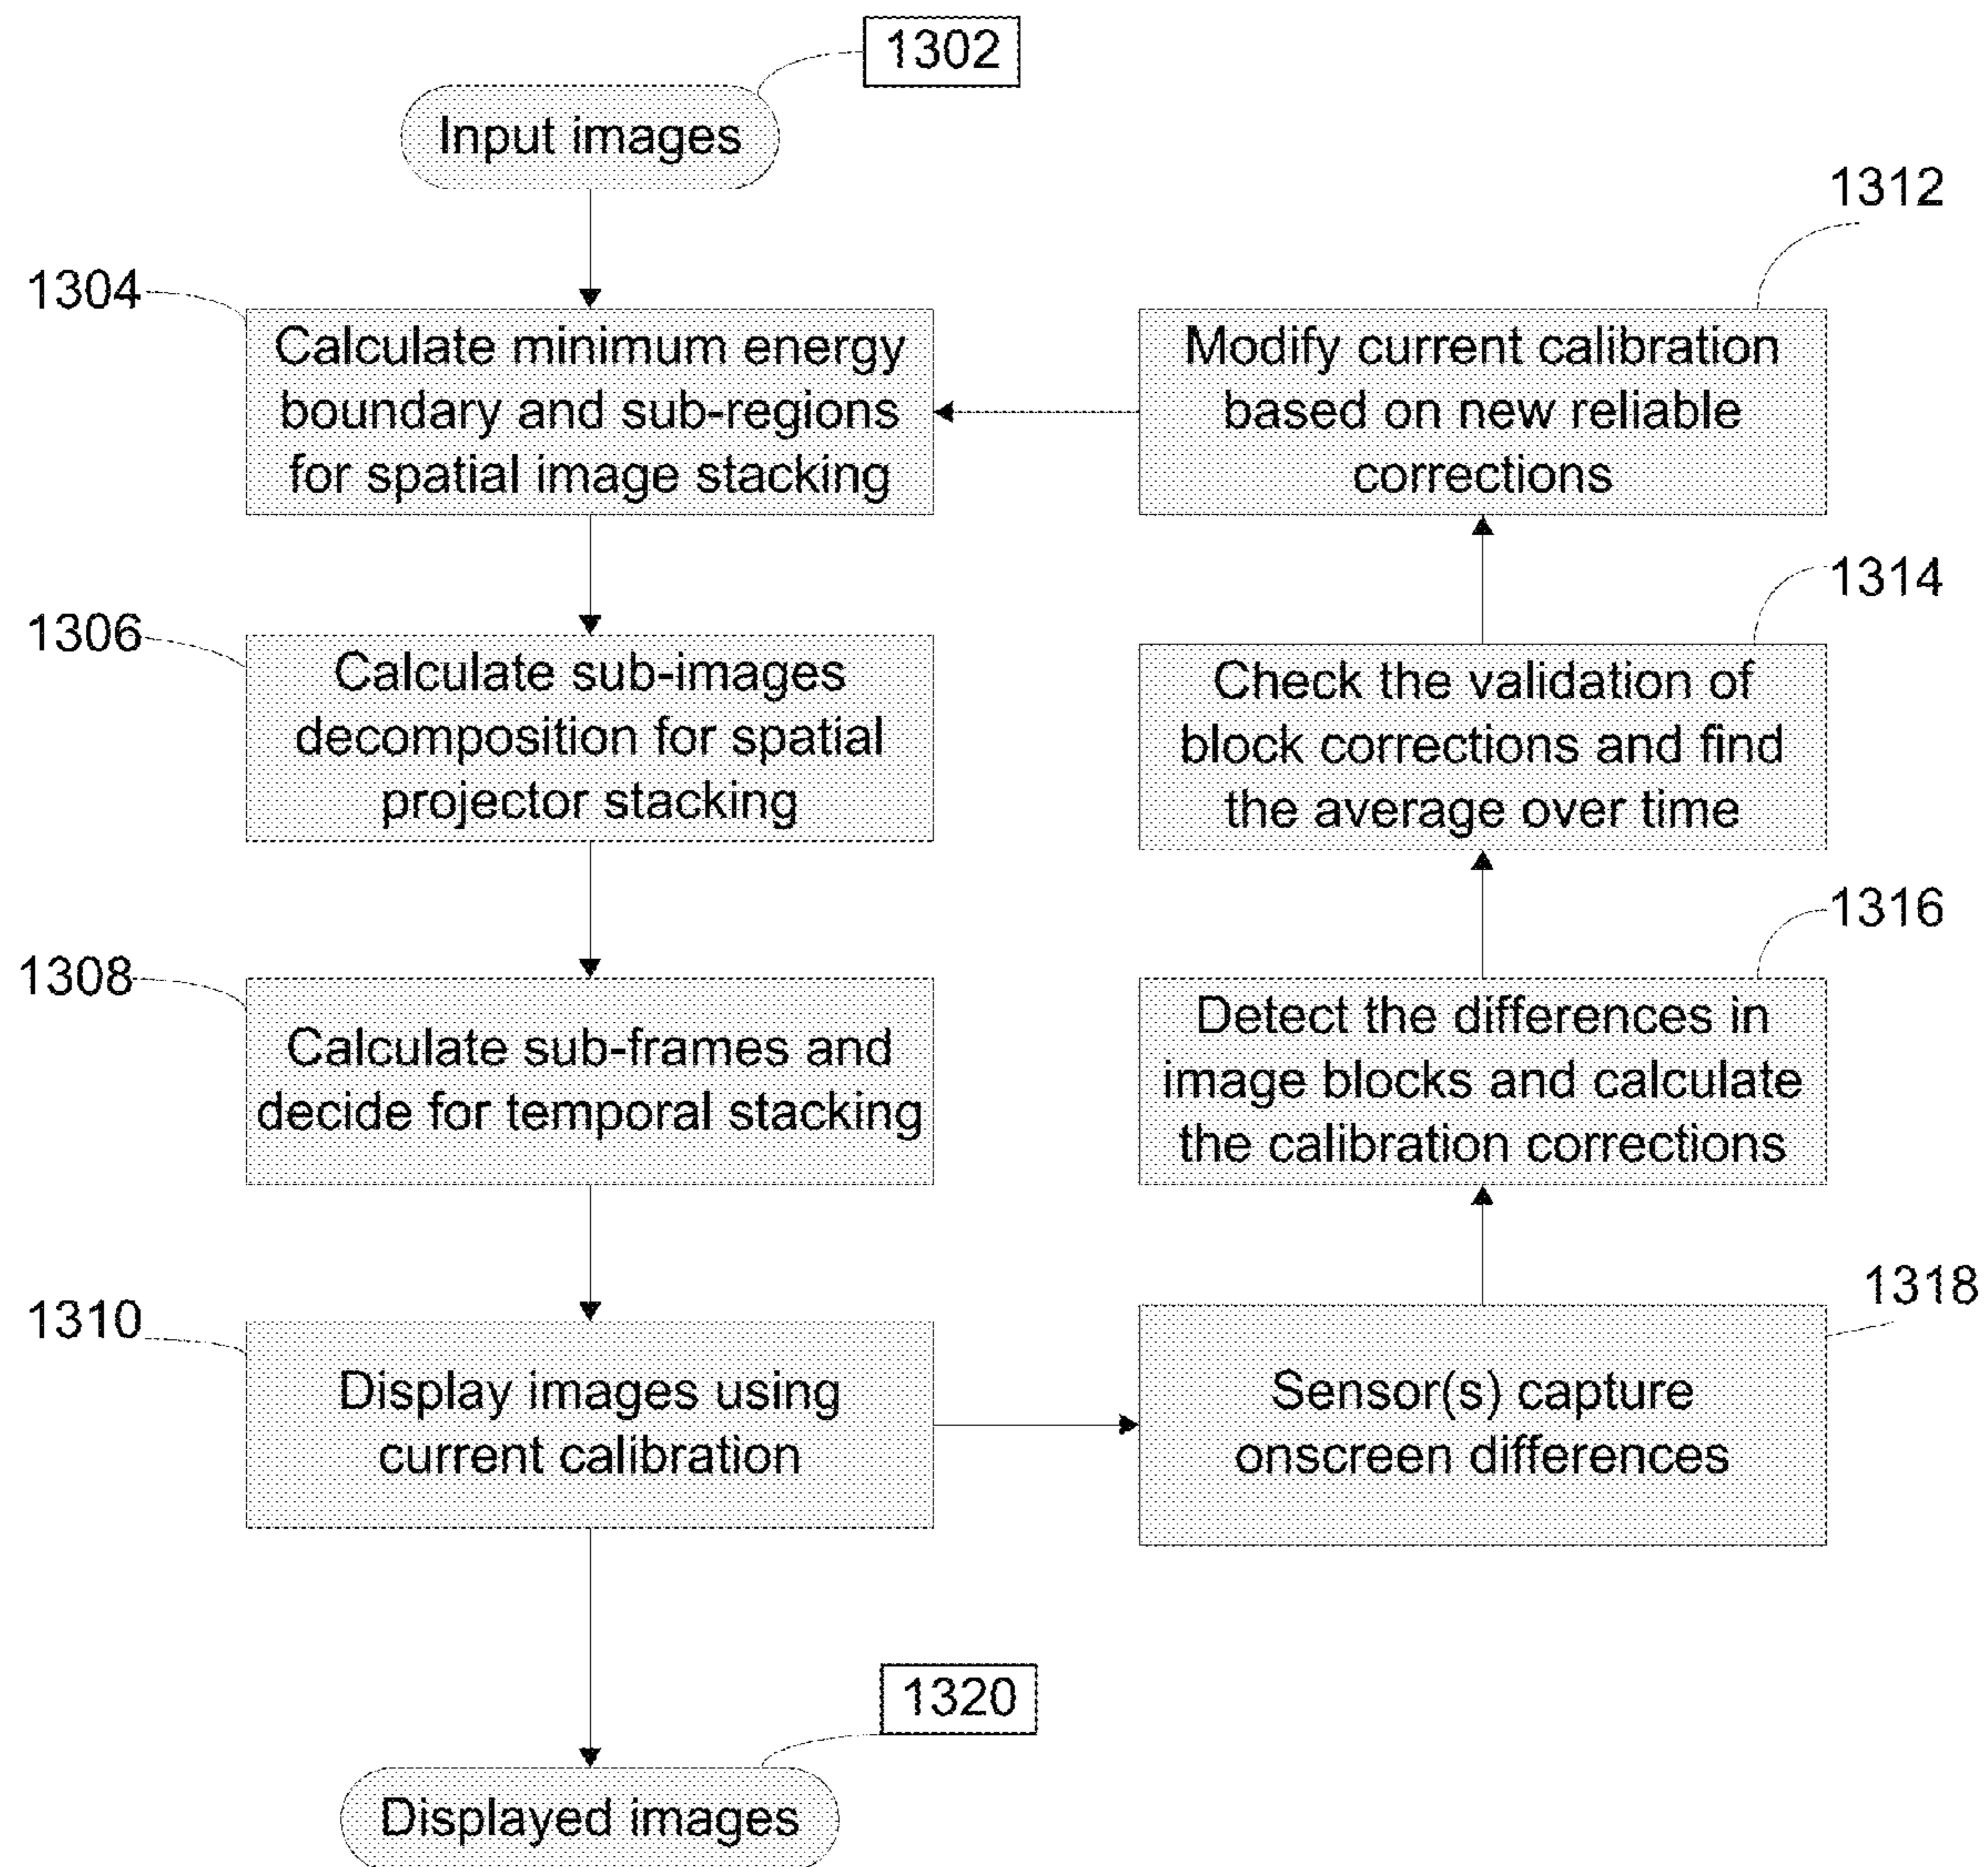 1302
Input images
1304
Calculate minimum energy
boundary and sub-regions
for spatial image stacking
1312
Modify current calibration
based on new reliable
corrections
1306
Calculate sub-images
decomposition for spatial
projector stacking
1314
Check the validation of
block corrections and find
the average over time
1308
Calculate sub-frames and
decide for temporal stacking
1316
Detect the differences in
image blocks and calculate
the calibration corrections
1310
Display images using
current calibration
1318
Sensor(s) capture
onscreen differences
1320
Displayed images